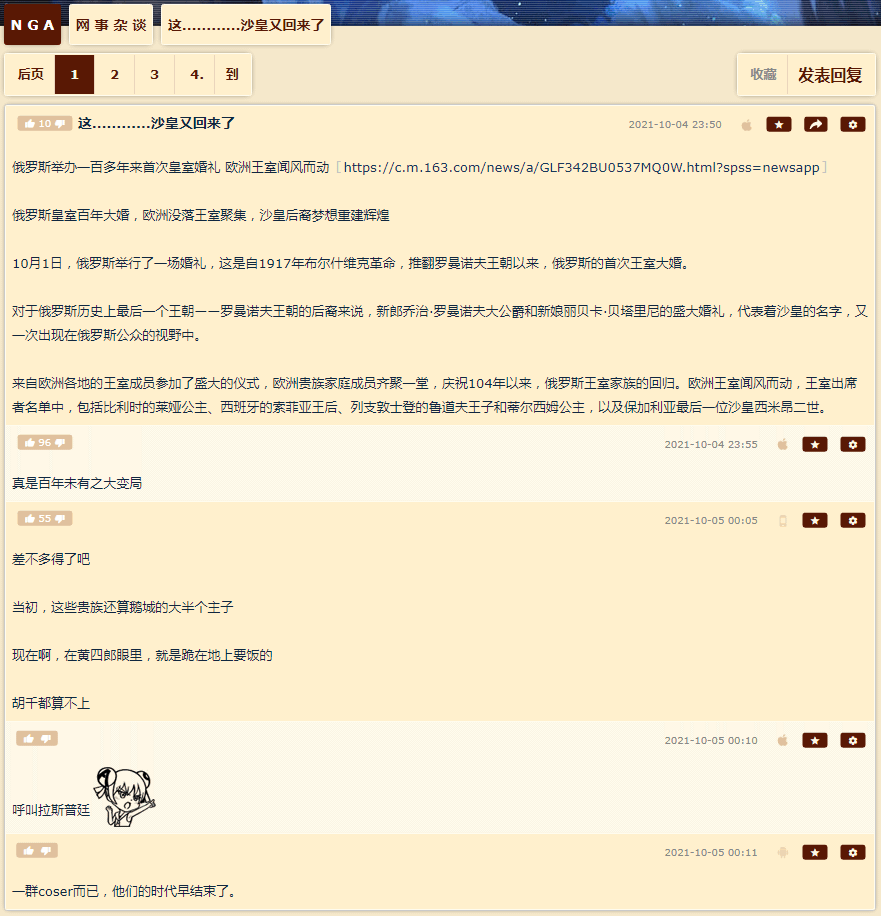 NGA 网事杂谈 这…………沙皇又回来了
后页 1 2 3 4. 到 收藏 发表回复
10 这…………沙皇又回来了 2021-10-04 23:50
俄罗斯举办一百多年来首次皇室婚礼 欧洲王室闻风而动 [https://c.m.163.com/news/a/GLF342BU0537MQ0W.html?spss=newsapp]
俄罗斯皇室百年大婚，欧洲没落王室聚集，沙皇后裔梦想重建辉煌
10月1日，俄罗斯举行了一场婚礼，这是自1917年布尔什维克革命，推翻罗曼诺夫王朝以来，俄罗斯的首次王室大婚。
对于俄罗斯历史上最后一个王朝——罗曼诺夫王朝的后裔来说，新郎乔治·罗曼诺夫大公爵和新娘丽贝卡·贝塔里尼的盛大婚礼，代表着沙皇的名字，又
一次出现在俄罗斯公众的视野中。
来自欧洲各地的王室成员参加了盛大的仪式，欧洲贵族家庭成员齐聚一堂，庆祝104年以来，俄罗斯王室家族的回归。欧洲王室闻风而动，王室出席
者名单中，包括比利时的莱娅公主、西班牙的索菲亚王后、列支敦士登的鲁道夫王子和蒂尔西姆公主，以及保加利亚最后一位沙皇西米昂二世。
96 2021-10-04 23:55
真是百年未有之大变局
55 2021-10-05 00:05
差不多得了吧
当初，这些贵族还算鹅城的大半个主子
现在啊，在黄四郎眼里，就是跪在地上要饭的
胡千都算不上
2021-10-05 00:10
呼叫拉斯普廷
2021-10-05 00:11
一群coser而已，他们的时代早结束了。